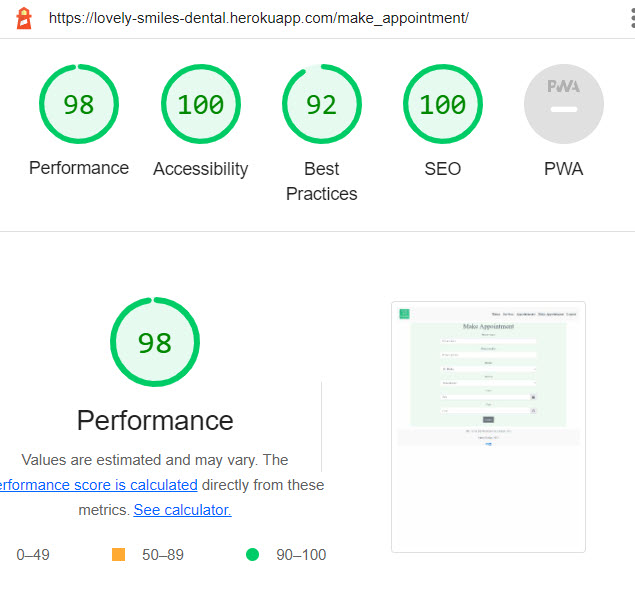 https://lovely-smiles-dental.herokuapp.com/make_appointment/
98
100
92
100
PWA
Performance
Accessibility
Best
Practices
SEO
PWA
98
Performance
Values are estimated and may vary. The
erformance score is calculated directly from these
metrics. See calculator.
0–49
50–89
90–100
Make Appointment